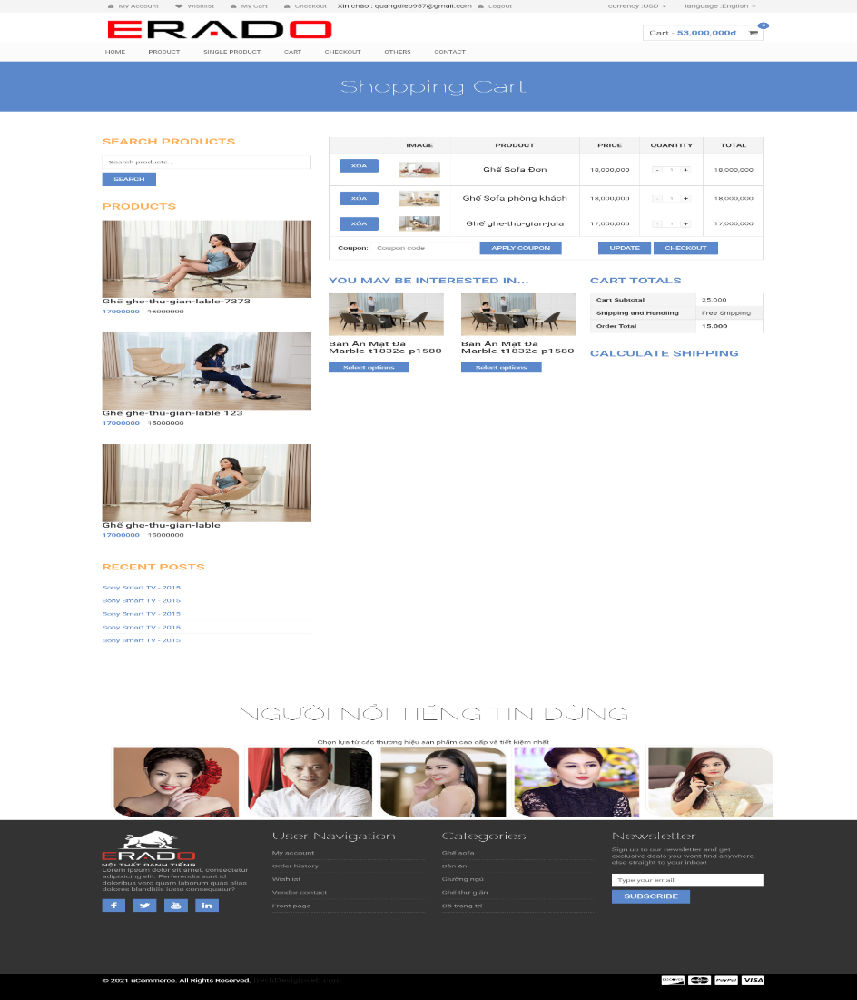 My Account Wishlist My Cart Checkout Xin chào : quangdiep957@gmail.com Logout currency :USD language :English
ERADO
Cart - 53,000,000đ
HOME PRODUCT SINGLE PRODUCT CART CHECKOUT OTHERS CONTACT
Shopping Cart
SEARCH PRODUCTS
Search products...
SEARCH
PRODUCTS
Ghế ghe-thu-gian-lable-7373
17000000 15000000
Ghế ghe-thu-gian-lable 123
17000000 15000000
Ghế ghe-thu-gian-lable
17000000 15000000
RECENT POSTS
Sony Smart TV - 2015
Sony Smart TV - 2015
Sony Smart TV - 2015
Sony Smart TV - 2015
Sony Smart TV - 2015
IMAGE PRODUCT PRICE QUANTITY TOTAL
XÓA Ghế Sofa Đơn 18,000,000 - 1 + 18,000,000
XÓA Ghế Sofa phòng khách 18,000,000 - 1 + 18,000,000
XÓA Ghế ghe-thu-gian-jula 17,000,000 - 1 + 17,000,000
Coupon: Coupon code APPLY COUPON UPDATE CHECKOUT
YOU MAY BE INTERESTED IN...
Bàn Ăn Mặt Đá Bàn Ăn Mặt Đá
Marble-t1832c-p1580 Marble-t1832c-p1580
Select options Select options
CART TOTALS
Cart Subtotal 25.000
Shipping and Handling Free Shipping
Order Total 15.000
CALCULATE SHIPPING
NGƯỜI NỔI TIẾNG TIN DÙNG
Chọn lựa từ các thương hiệu sản phẩm cao cấp và tiết kiệm nhất
ERADO
NỘI THẤT DANH TIẾNG
Lorem ipsum dolor sit amet, consectetur
adipisicing elit. Perferendis sunt id
doloribus vero quam laborum quas alias
dolores blanditiis iusto consequatur?
User Navigation
My account
Order history
Wishlist
Vendor contact
Front page
Categories
Ghế sofa
Bàn ăn
Giường ngủ
Ghế thư giãn
Đồ trang trí
Newsletter
Sign up to our newsletter and get
exclusive deals you wont find anywhere
else straight to your inbox!
Type your email
SUBSCRIBE
© 2021 uCommerce. All Rights Reserved. freshDesignweb.com
DISCOVER PayPal VISA